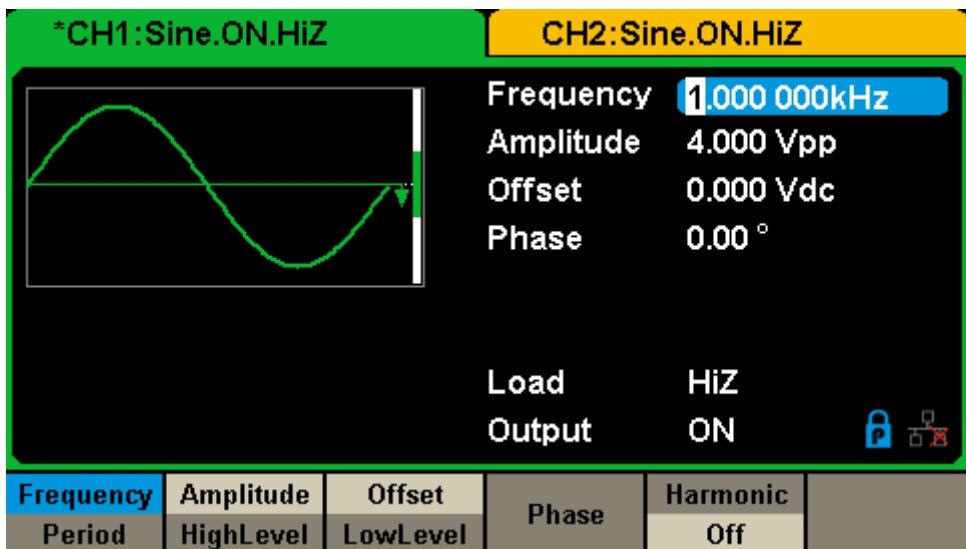 *CH1:Sine.ON.HiZ CH2:Sine.ON.HiZ
Frequency 1.000 000kHz
Amplitude 4.000 Vpp
Offset 0.000 Vdc
Phase 0.00 °
Load HiZ
Output ON
P
Frequency Amplitude Offset Phase Harmonic
Period HighLevel LowLevel Off